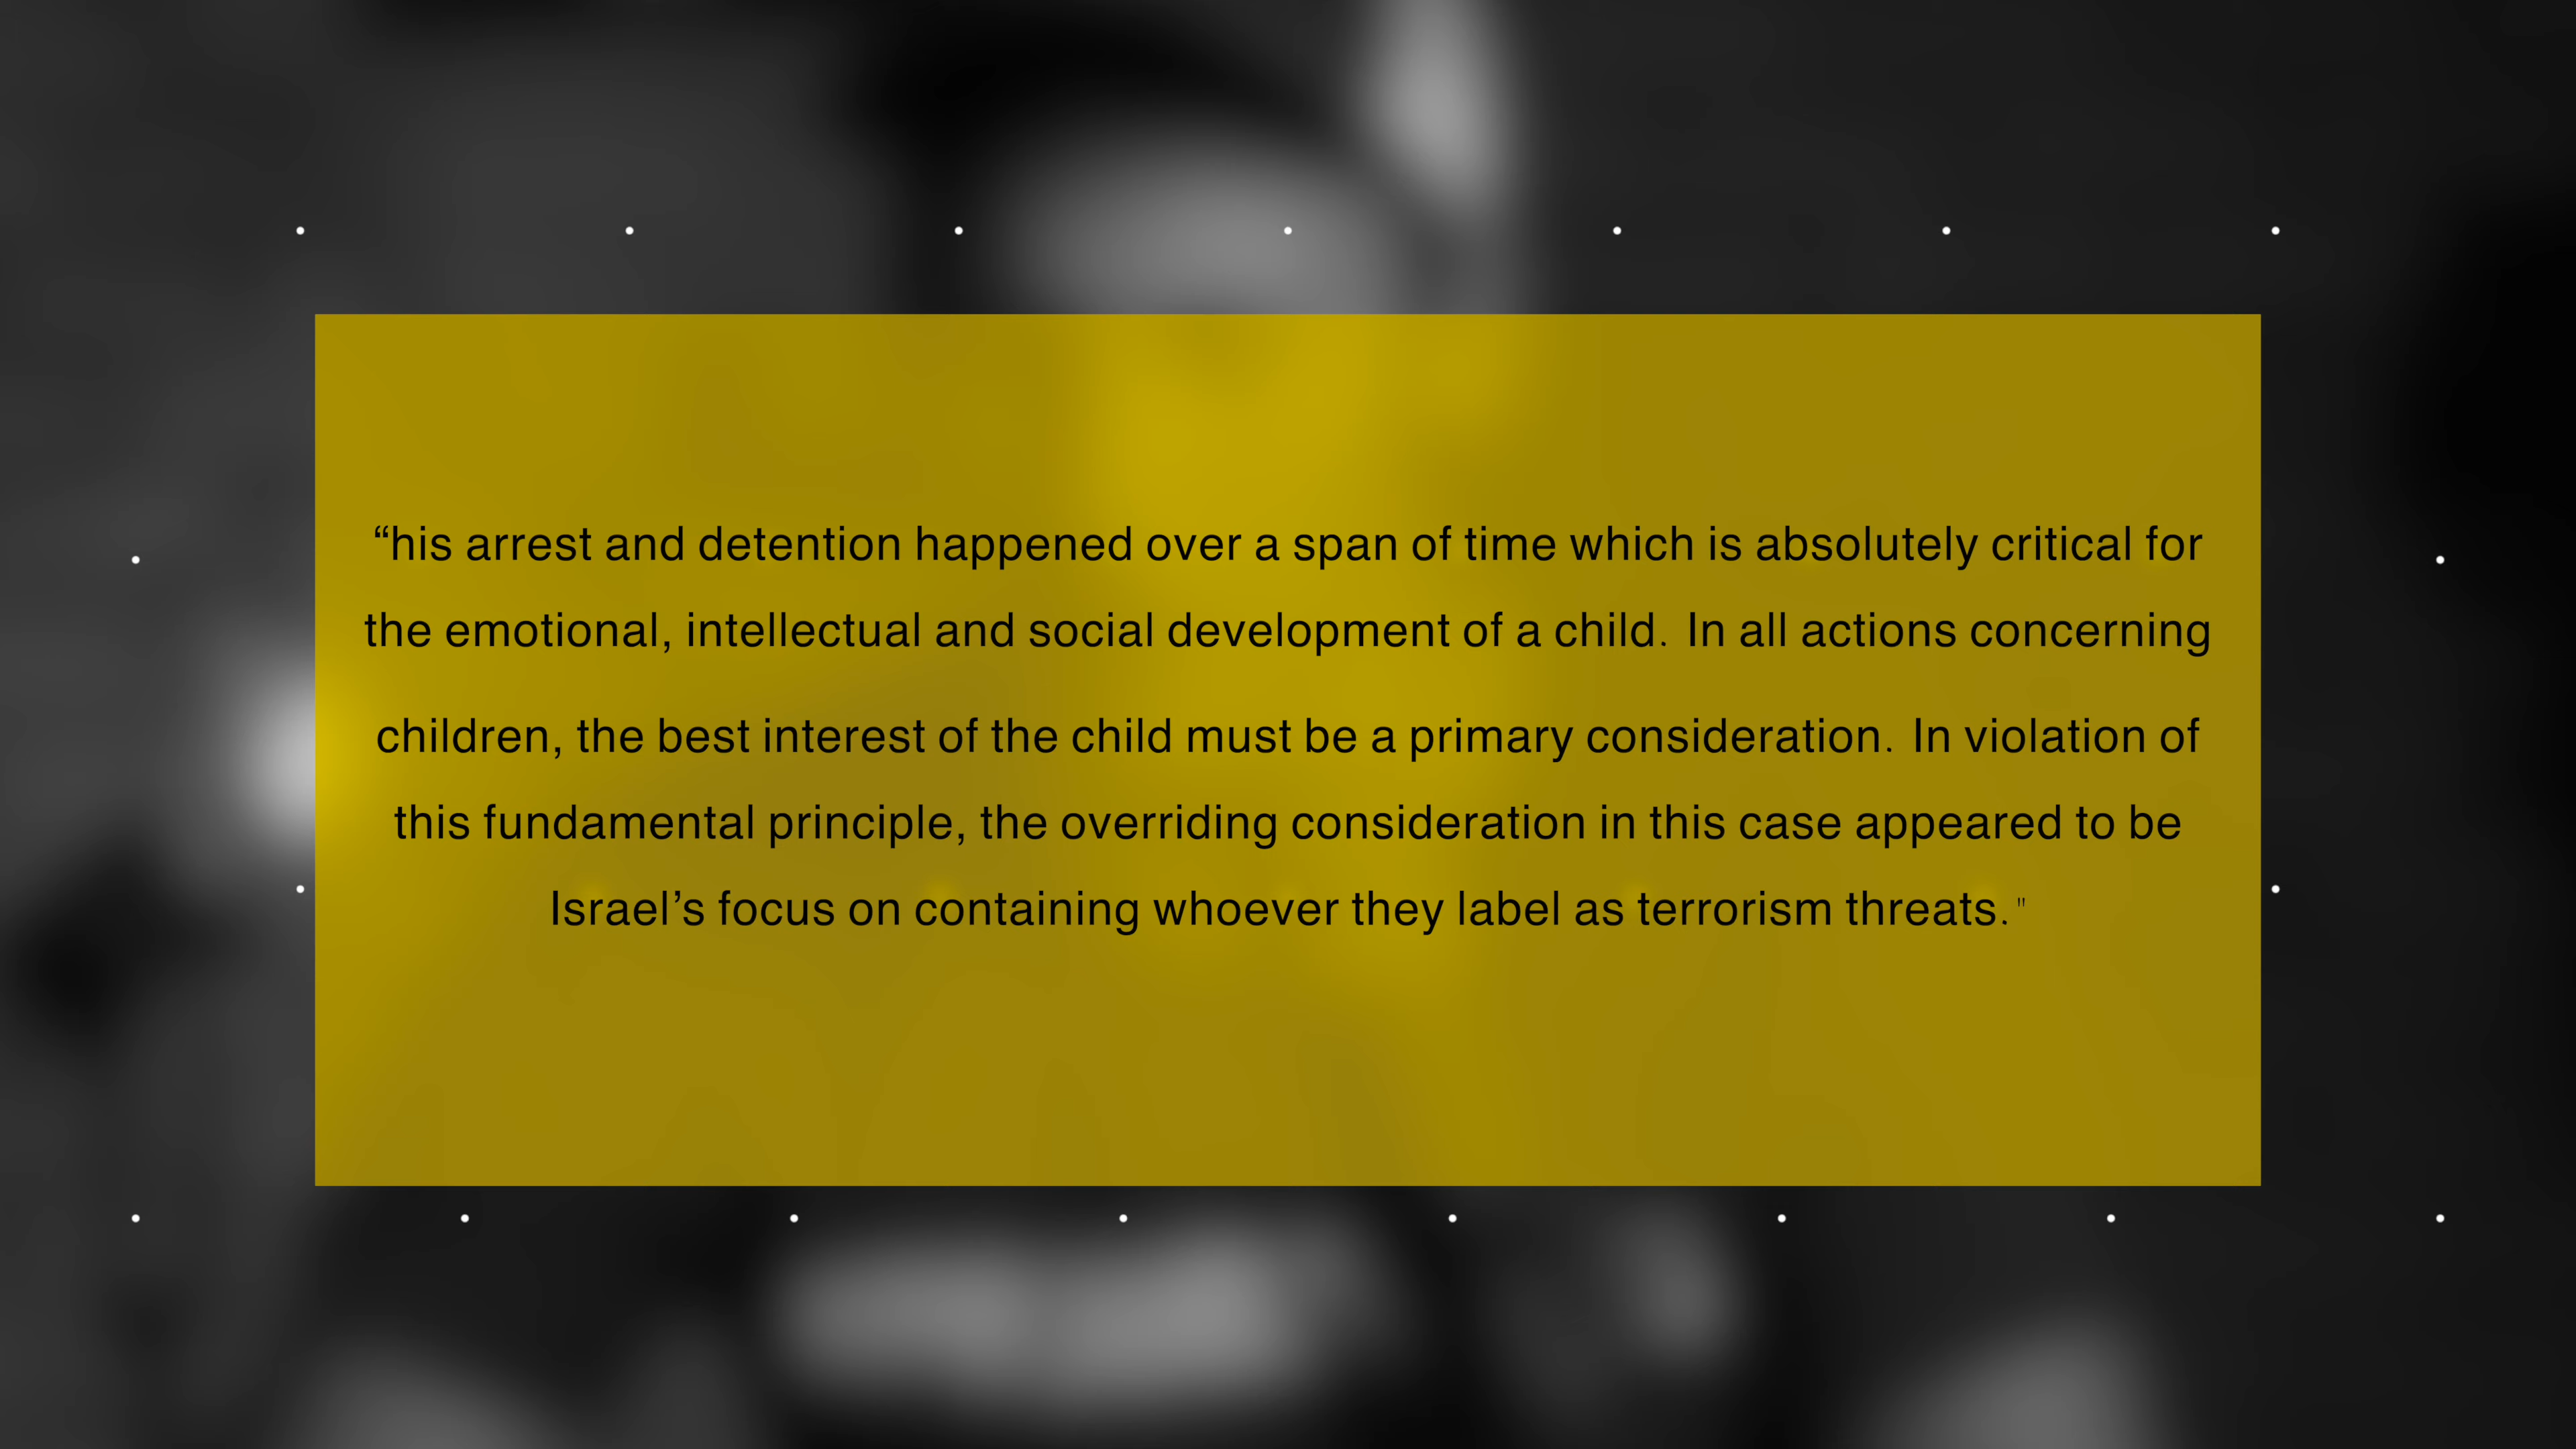 “his arrest and detention happened over a span of time which is absolutely critical for
the emotional, intellectual and social development of a child. In all actions concerning
children, the best interest of the child must be a primary consideration. In violation of
this fundamental principle, the overriding consideration in this case appeared to be
Israel’s focus on containing whoever they label as terrorism threats."